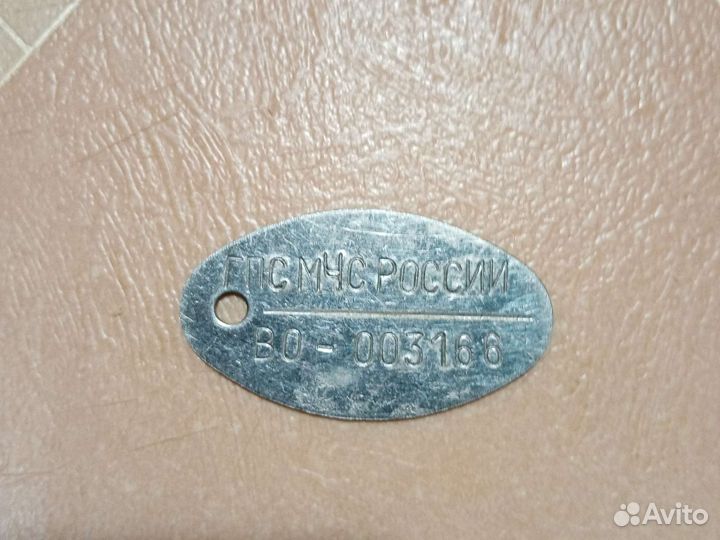 ГПС МЧС РОССИИ
ВО - 003166
Avito